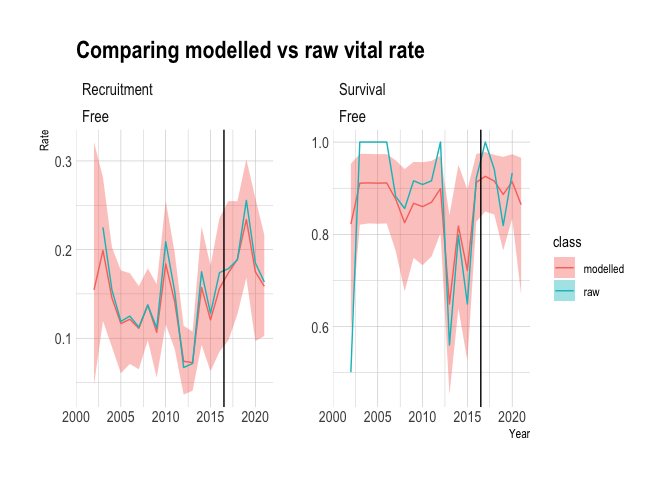 Comparing modelled vs raw vital rate
Recruitment
Free
Survival
Free
Rate
0.3
0.2
0.1
1.0
0.8
0.6
2000 2005 2010 2015 2020
2000 2005 2010 2015 2020
Year
class
modelled
raw